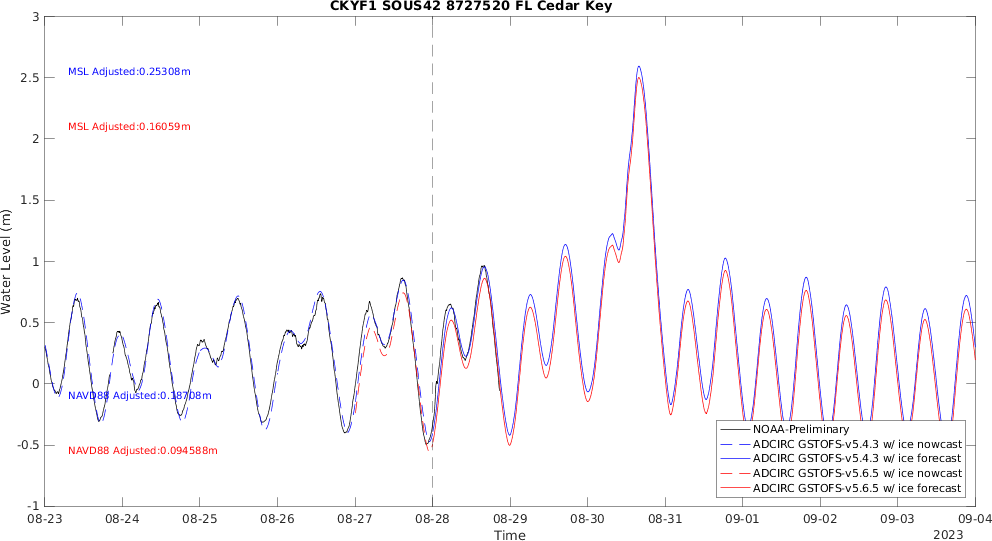 CKYF1 SOUS42 8727520 FL Cedar Key
3
2.5
2
1.5
1
0.5
0
-0.5
-1
Water Level (m)
MSL Adjusted:0.25308m
MSL Adjusted:0.16059m
NAVD88 Adjusted:0.18708m
NAVD88 Adjusted:0.094588m
NOAA-Preliminary
ADCIRC GSTOFS-v5.4.3 w/ ice nowcast
ADCIRC GSTOFS-v5.4.3 w/ ice forecast
ADCIRC GSTOFS-v5.6.5 w/ ice nowcast
ADCIRC GSTOFS-v5.6.5 w/ ice forecast
08-23 08-24 08-25 08-26 08-27 08-28 08-29 08-30 08-31 09-01 09-02 09-03 09-04
Time
2023